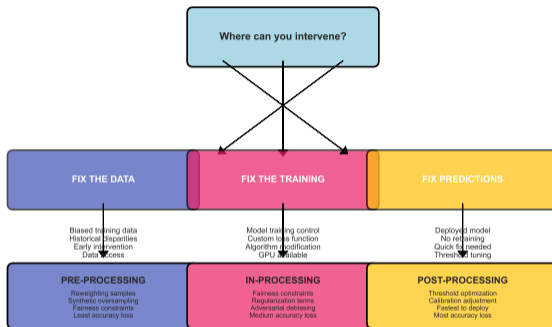 Where can you intervene?
FIX THE DATA
FIX THE TRAINING
FIX PREDICTIONS
Biased training data
Historical disparities
Early intervention
Data access
Model training control
Custom loss function
Algorithm modification
GPU available
Deployed model
No retraining
Quick fix needed
Threshold tuning
PRE-PROCESSING
Reweighting samples
Synthetic oversampling
Fairness constraints
Least accuracy loss
IN-PROCESSING
Fairness constraints
Regularization terms
Adversarial debiasing
Medium accuracy loss
POST-PROCESSING
Threshold optimization
Calibration adjustment
Fastest to deploy
Most accuracy loss